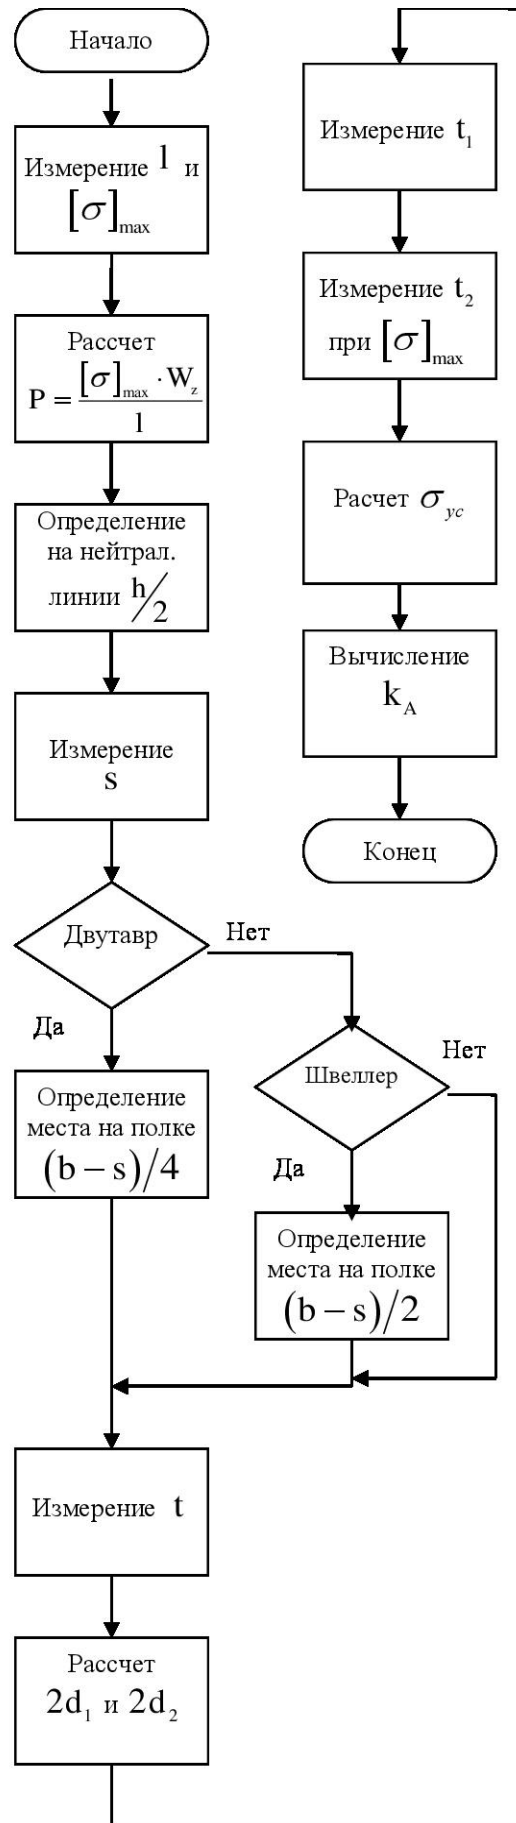 Начало
Измерение l и
[σ]max
Рассчет
P = [σ]max · Wz
l
Определение
на нейтрал.
линии h/2
Измерение
s
Двутавр
Нет
Да
Швеллер
Нет
Определение
места на полке
(b − s)/4
Да
Определение
места на полке
(b − s)/2
Измерение t
Рассчет
2d1 и 2d2
Измерение t1
Измерение t2
при [σ]max
Расчет σус
Вычисление
kA
Конец